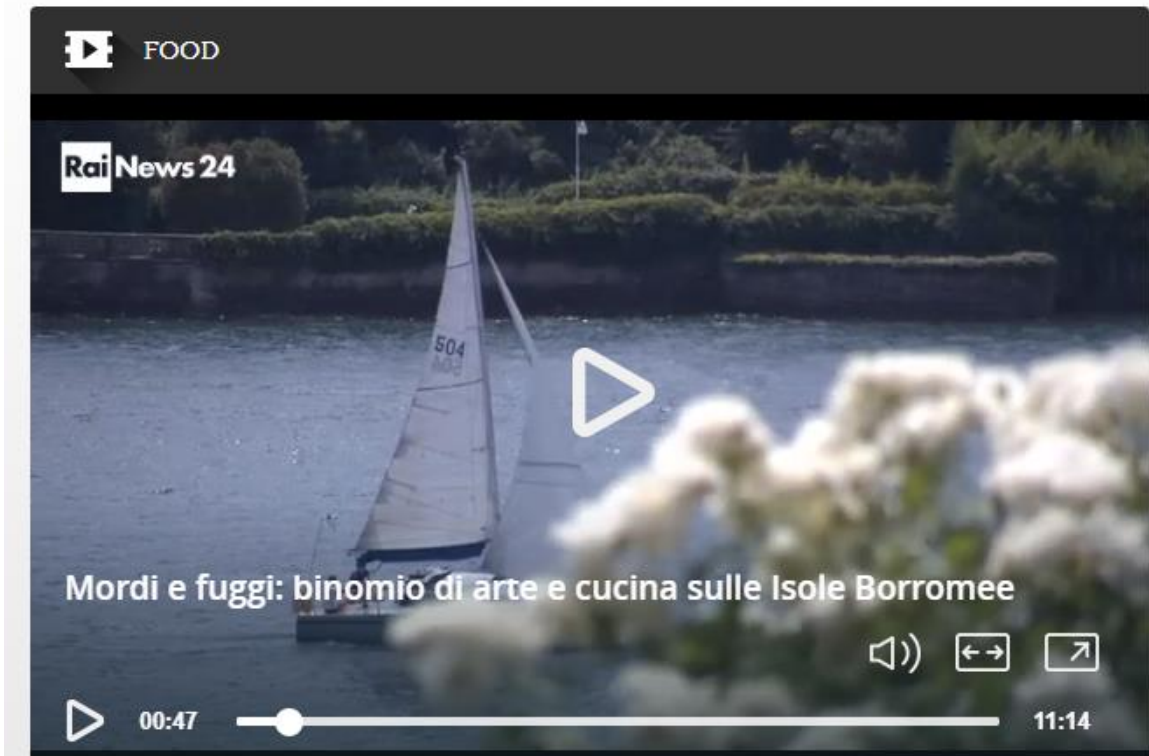 FOOD
Rai News 24
504
Mordi e fuggi: binomio di arte e cucina sulle Isole Borromee
00:47
11:14